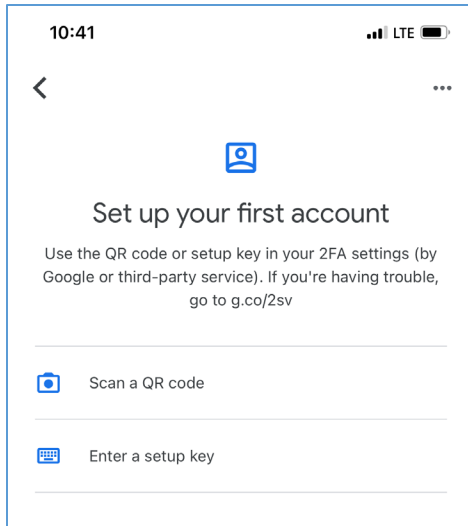 10:41 LTE
Set up your first account
Use the QR code or setup key in your 2FA settings (by
Google or third-party service). If you're having trouble,
go to g.co/2sv
Scan a QR code
Enter a setup key